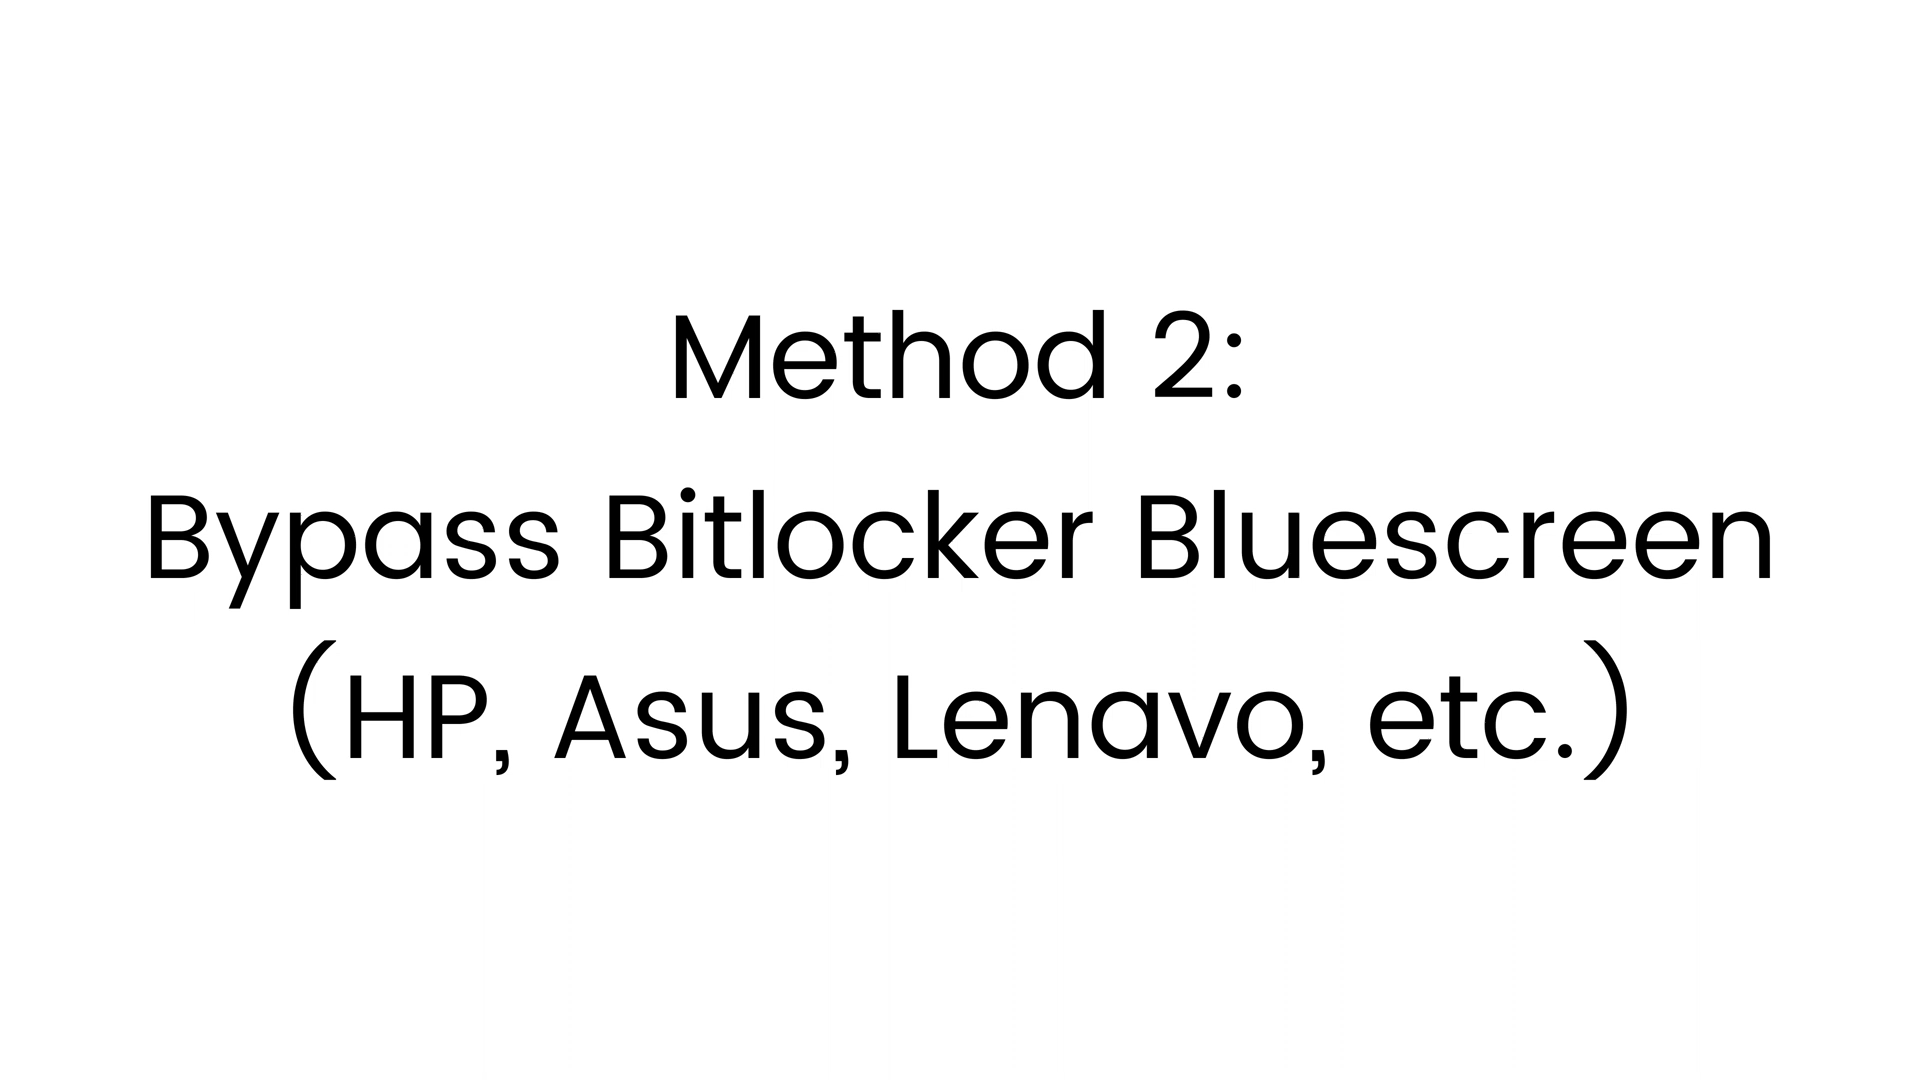 Method 2:
Bypass Bitlocker Bluescreen
(HP, Asus, Lenavo, etc.)